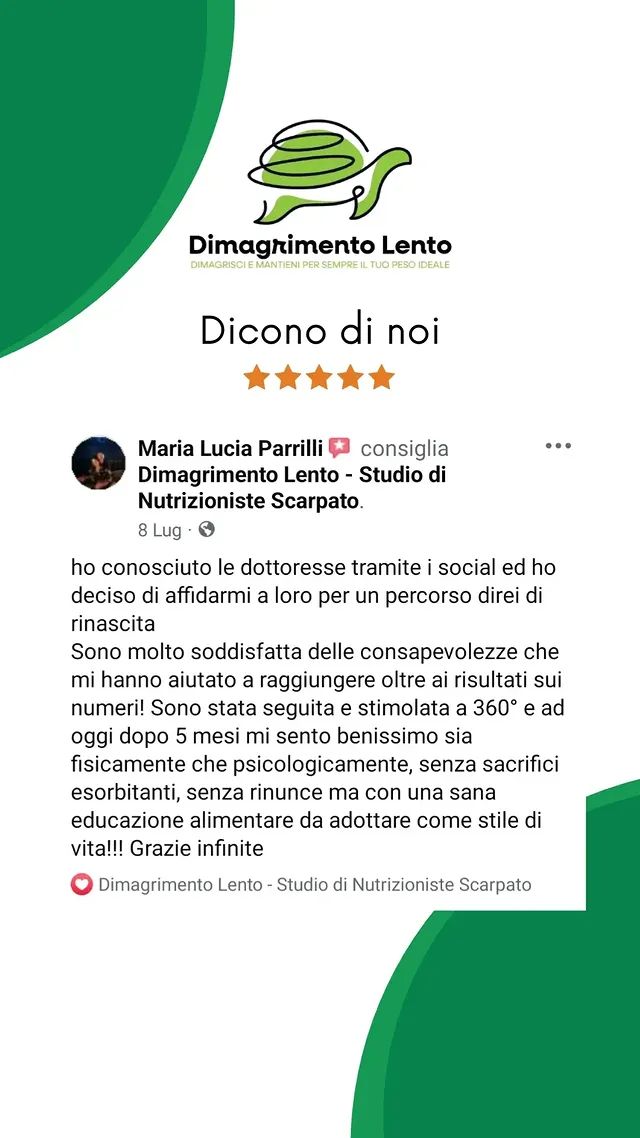 Dimagrimento Lento
DIMAGRISCI E MANTIENI PER SEMPRE IL TUO PESO IDEALE
Dicono di noi
Maria Lucia Parrilli consiglia
Dimagrimento Lento - Studio di
Nutrizioniste Scarpato.
8 Lug ·
ho conosciuto le dottoresse tramite i social ed ho
deciso di affidarmi a loro per un percorso direi di
rinascita
Sono molto soddisfatta delle consapevolezze che
mi hanno aiutato a raggiungere oltre ai risultati sui
numeri! Sono stata seguita e stimolata a 360° e ad
oggi dopo 5 mesi mi sento benissimo sia
fisicamente che psicologicamente, senza sacrifici
esorbitanti, senza rinunce ma con una sana
educazione alimentare da adottare come stile di
vita!!! Grazie infinite
Dimagrimento Lento - Studio di Nutrizioniste Scarpato